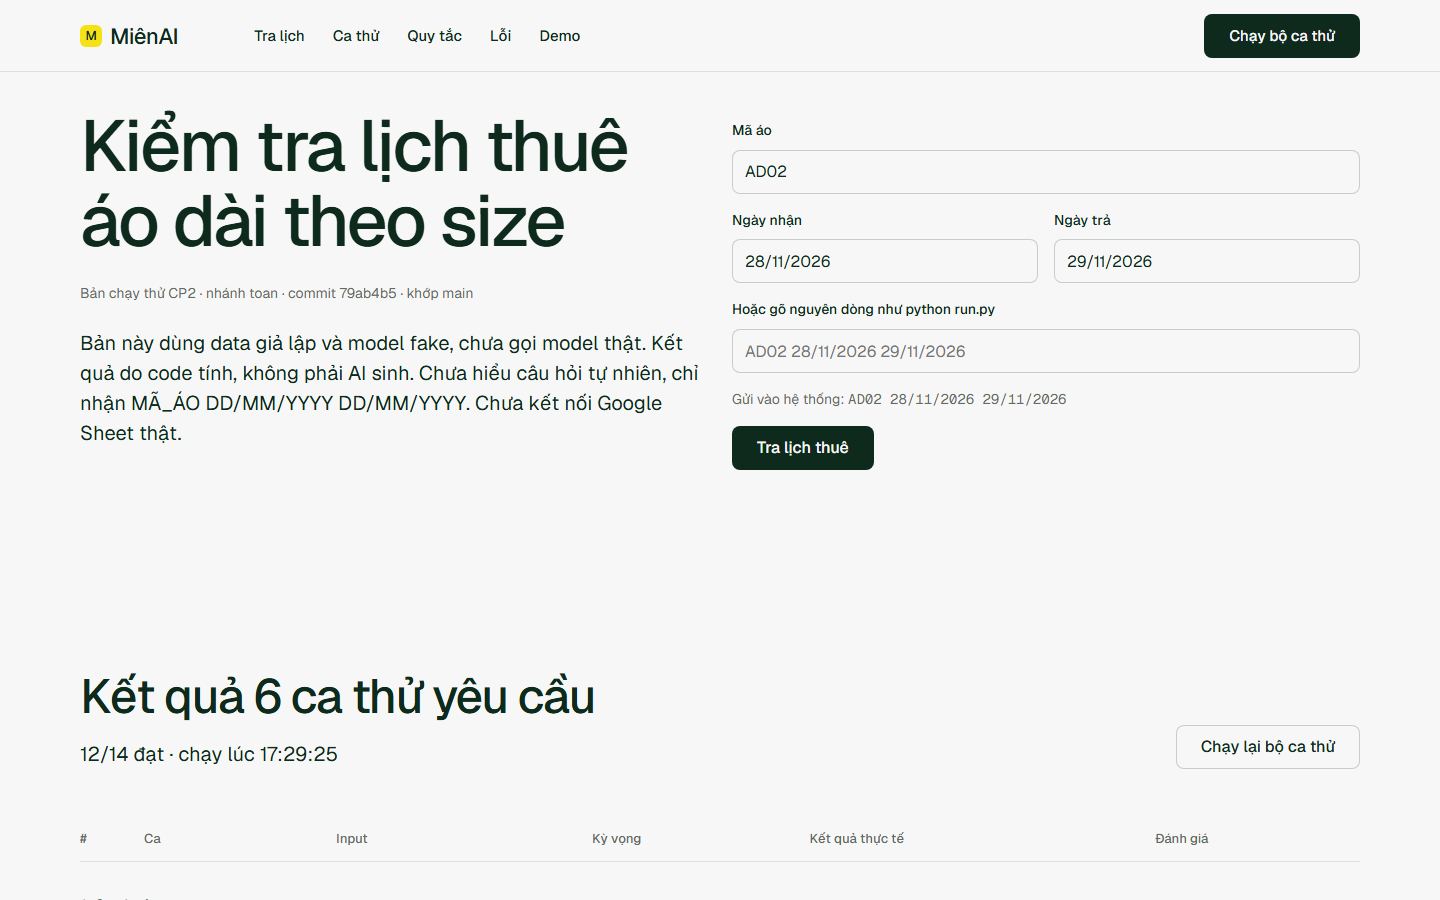 M MiênAI
Tra lịch
Ca thử
Quy tắc
Lỗi
Demo
Chạy bộ ca thử
Kiểm tra lịch thuê
áo dài theo size
Bản chạy thử CP2 · nhánh toan · commit 79ab4b5 · khớp main
Bản này dùng data giả lập và model fake, chưa gọi model thật. Kết
quả do code tính, không phải AI sinh. Chưa hiểu câu hỏi tự nhiên, chỉ
nhận MÃ_ÁO DD/MM/YYYY DD/MM/YYYY. Chưa kết nối Google
Sheet thật.
Mã áo
AD02
Ngày nhận
Ngày trả
28/11/2026
29/11/2026
Hoặc gõ nguyên dòng như python run.py
AD02 28/11/2026 29/11/2026
Gửi vào hệ thống: AD02 28/11/2026 29/11/2026
Tra lịch thuê
Kết quả 6 ca thử yêu cầu
12/14 đạt · chạy lúc 17:29:25
Chạy lại bộ ca thử
#
Ca
Input
Kỳ vọng
Kết quả thực tế
Đánh giá